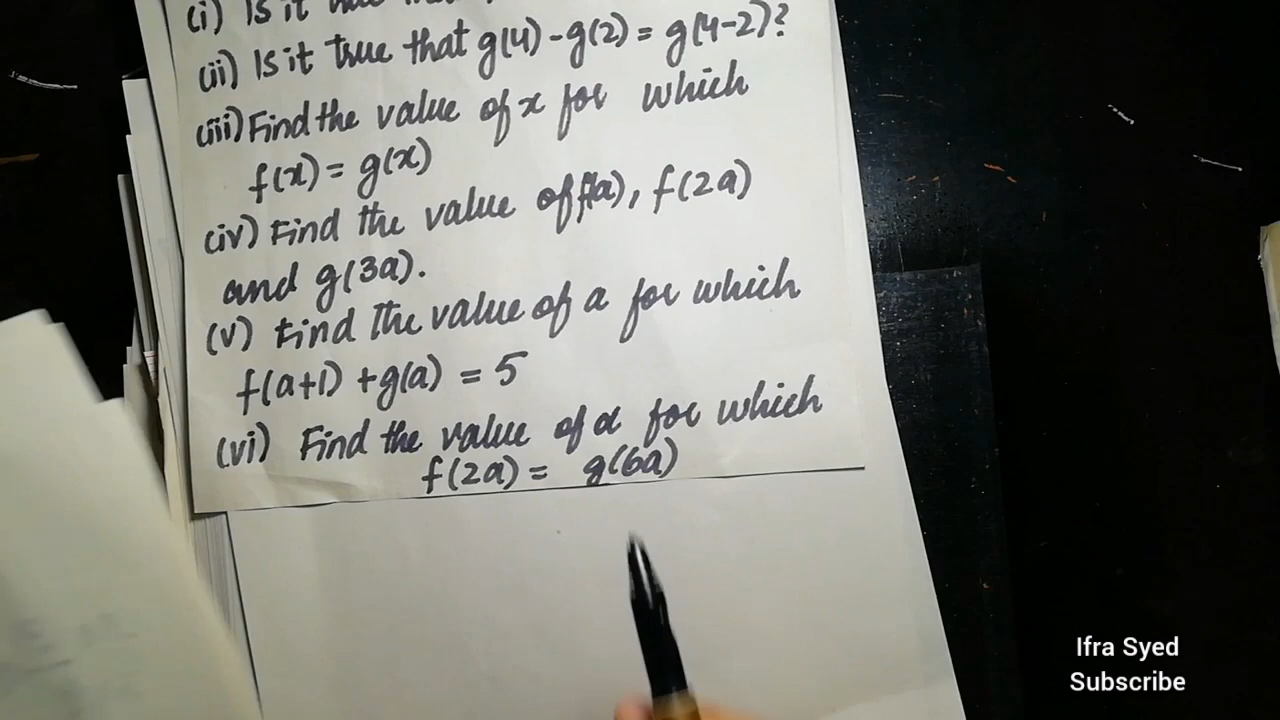 (i) Is it
(ii) Is it true that g(4)-g(2) = g(4-2)?
(iii) Find the value of x for which
f(x) = g(x)
(iv) Find the value of f(a), f(2a)
and g(3a).
(v) Find the value of a for which
f(a+1) +g(a) = 5
(vi) Find the value of a for which
f(2a) = g(6a)
Ifra Syed
Subscribe